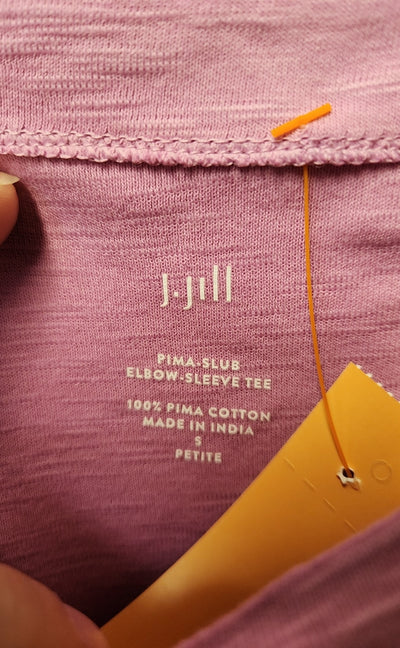 J.Jill
PIMA-SLUB
ELBOW-SLEEVE TEE
100% PIMA COTTON
MADE IN INDIA
S
PETITE